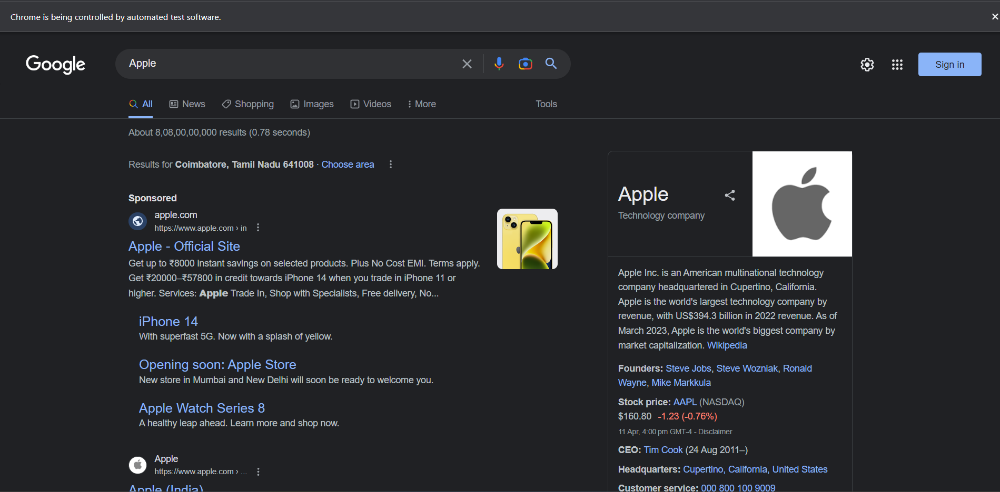 Chrome is being controlled by automated test software.
Google
Apple
Sign in
All News Shopping Images Videos More Tools
About 8,08,00,00,000 results (0.78 seconds)
Results for Coimbatore, Tamil Nadu 641008 · Choose area
Sponsored
apple.com
https://www.apple.com › in
Apple - Official Site
Get up to ₹8000 instant savings on selected products. Plus No Cost EMI. Terms apply.
Get ₹20000–₹57800 in credit towards iPhone 14 when you trade in iPhone 11 or
higher. Services: Apple Trade In, Shop with Specialists, Free delivery, No...
iPhone 14
With superfast 5G. Now with a splash of yellow.
Opening soon: Apple Store
New store in Mumbai and New Delhi will soon be ready to welcome you.
Apple Watch Series 8
A healthy leap ahead. Learn more and shop now.
Apple
https://www.apple.com › ...
Apple (India)
Apple
Technology company
Apple Inc. is an American multinational technology
company headquartered in Cupertino, California.
Apple is the world's largest technology company by
revenue, with US$394.3 billion in 2022 revenue. As of
March 2023, Apple is the world's biggest company by
market capitalization. Wikipedia
Founders: Steve Jobs, Steve Wozniak, Ronald
Wayne, Mike Markkula
Stock price: AAPL (NASDAQ)
$160.80 -1.23 (-0.76%)
11 Apr, 4:00 pm GMT-4 - Disclaimer
CEO: Tim Cook (24 Aug 2011–)
Headquarters: Cupertino, California, United States
Customer service: 000 800 100 9009